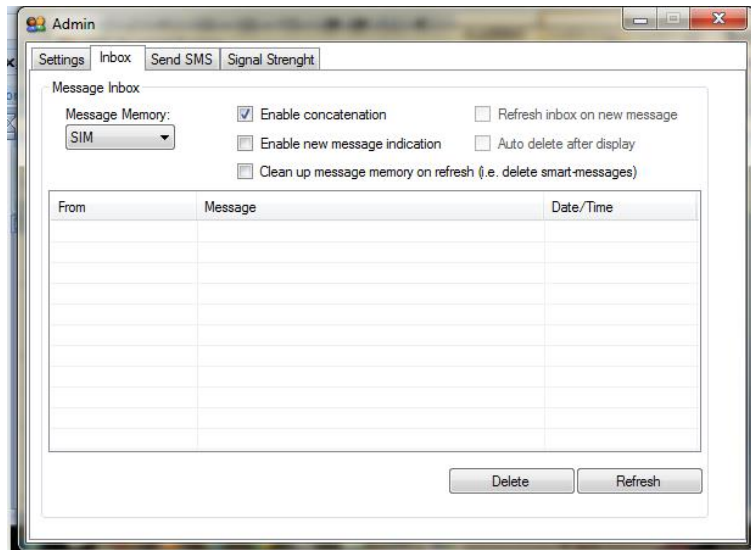 Admin
Settings Inbox Send SMS Signal Strenght
Message Inbox
Message Memory:
SIM
Enable concatenation
Refresh inbox on new message
Enable new message indication
Auto delete after display
Clean up message memory on refresh (i.e. delete smart-messages)
From Message Date/Time
Delete Refresh